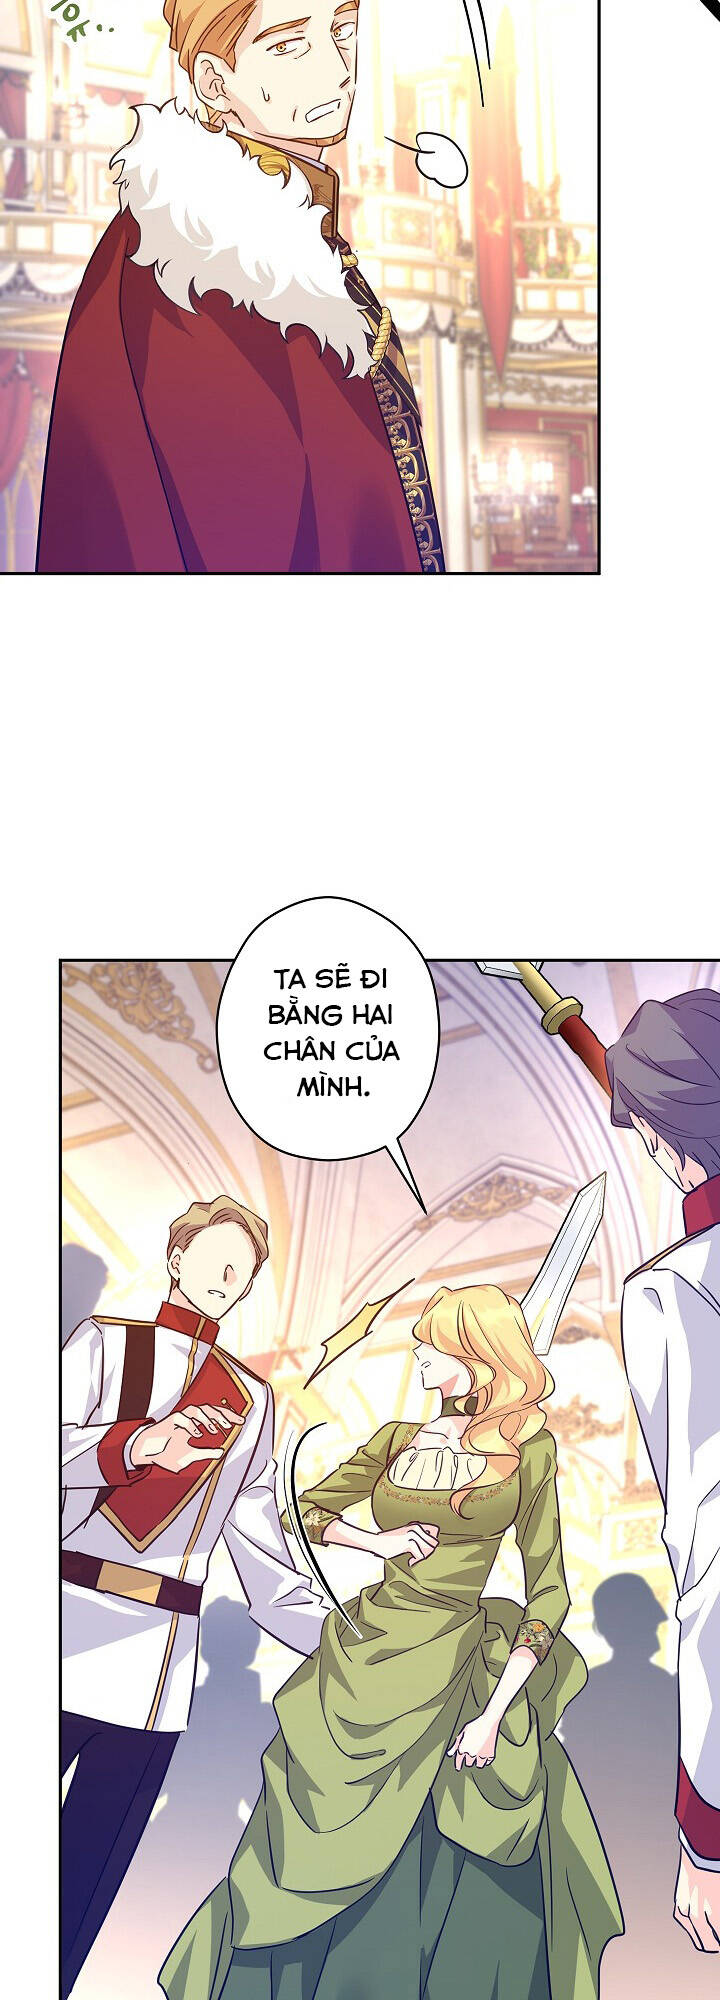 TA SẼ ĐI
BẰNG HAI
CHÂN CỦA
MÌNH.